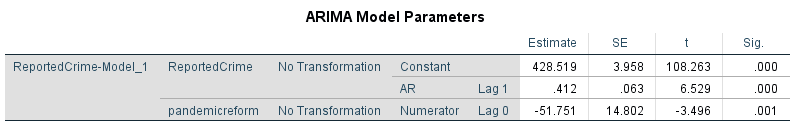 ARIMA Model Parameters
Estimate SE t Sig.
ReportedCrime-Model_1 ReportedCrime No Transformation Constant 428.519 3.958 108.263 .000
AR Lag 1 .412 .063 6.529 .000
pandemicreform No Transformation Numerator Lag 0 -51.751 14.802 -3.496 .001